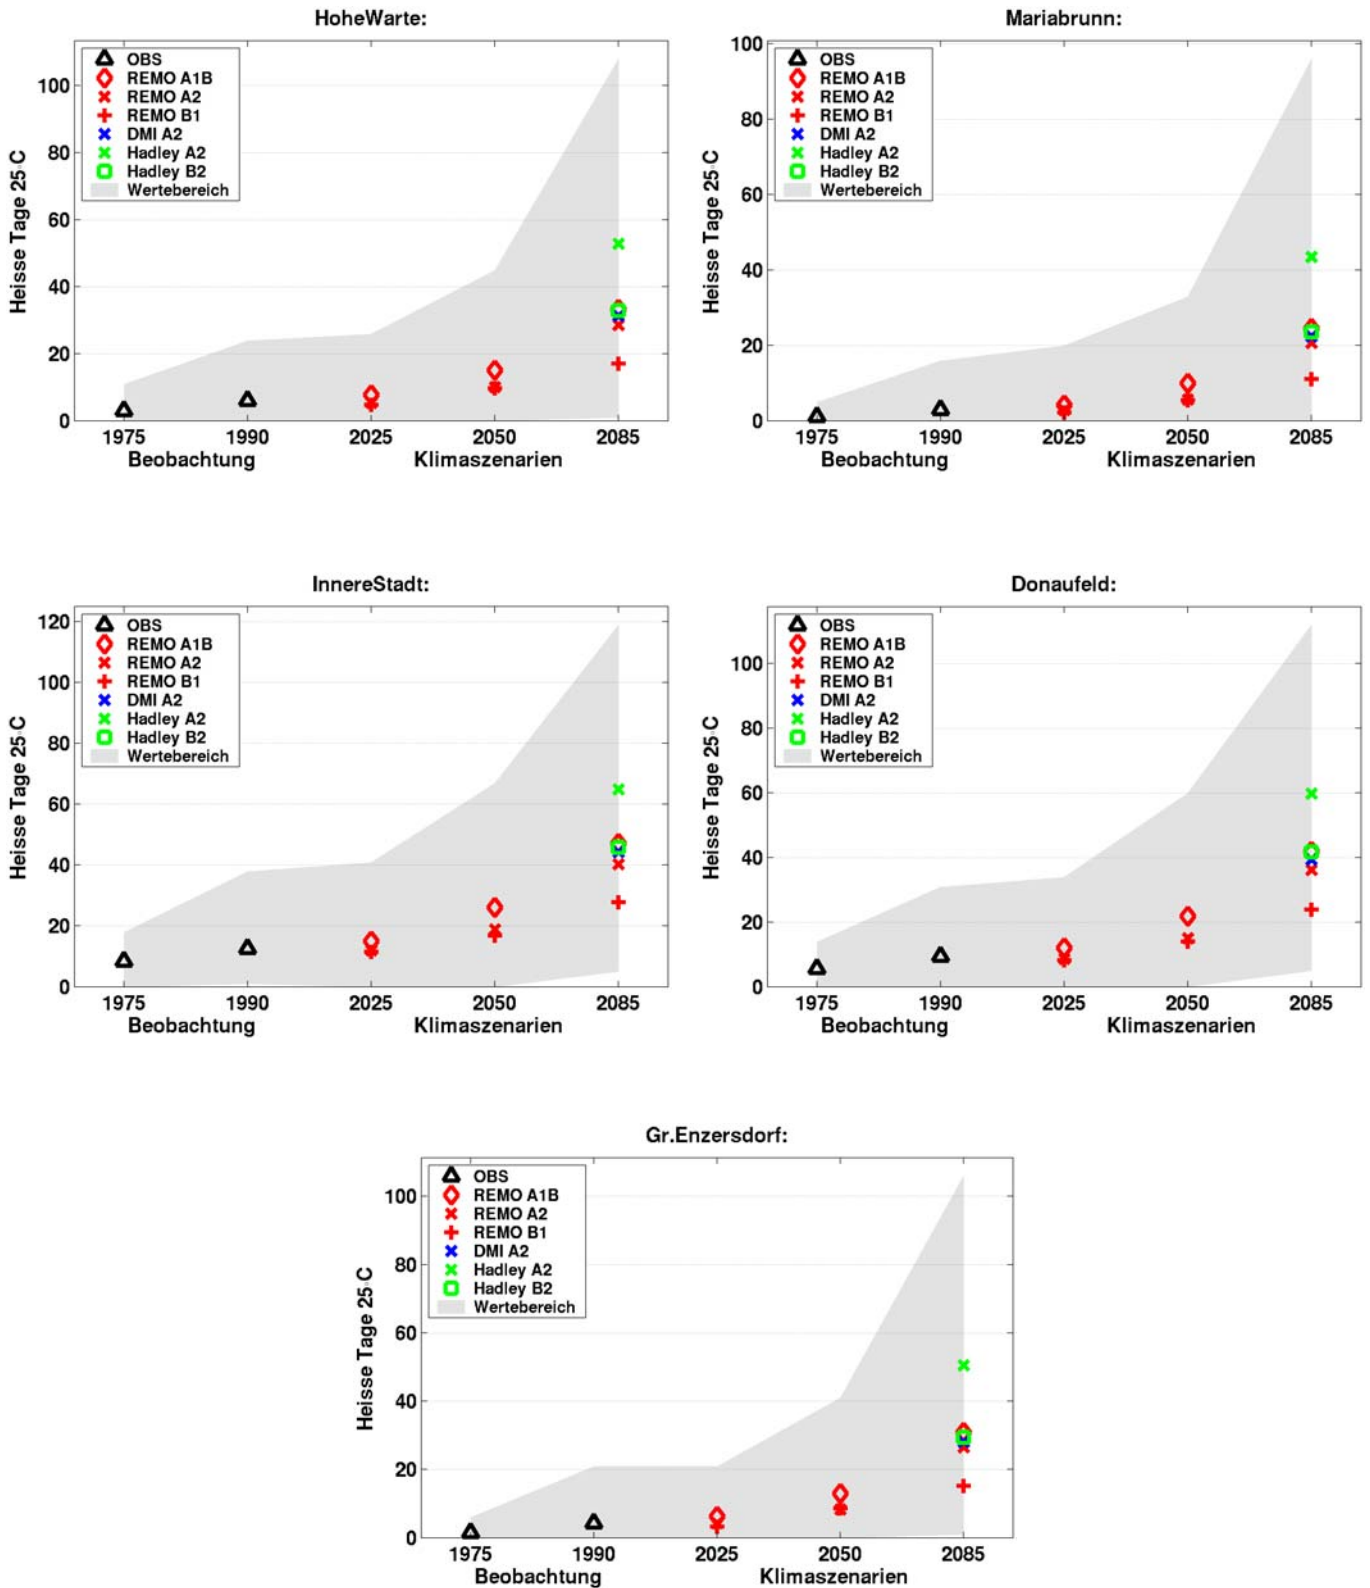 HoheWarte:
Heisse Tage 25◦C
100
80
60
40
20
0
OBS
REMO A1B
REMO A2
REMO B1
DMI A2
Hadley A2
Hadley B2
Wertebereich
1975 1990 2025 2050 2085
Beobachtung Klimaszenarien
Mariabrunn:
Heisse Tage 25◦C
100
80
60
40
20
0
OBS
REMO A1B
REMO A2
REMO B1
DMI A2
Hadley A2
Hadley B2
Wertebereich
1975 1990 2025 2050 2085
Beobachtung Klimaszenarien
InnereStadt:
Heisse Tage 25◦C
120
100
80
60
40
20
0
OBS
REMO A1B
REMO A2
REMO B1
DMI A2
Hadley A2
Hadley B2
Wertebereich
1975 1990 2025 2050 2085
Beobachtung Klimaszenarien
Donaufeld:
Heisse Tage 25◦C
100
80
60
40
20
0
OBS
REMO A1B
REMO A2
REMO B1
DMI A2
Hadley A2
Hadley B2
Wertebereich
1975 1990 2025 2050 2085
Beobachtung Klimaszenarien
Gr.Enzersdorf:
Heisse Tage 25◦C
100
80
60
40
20
0
OBS
REMO A1B
REMO A2
REMO B1
DMI A2
Hadley A2
Hadley B2
Wertebereich
1975 1990 2025 2050 2085
Beobachtung Klimaszenarien